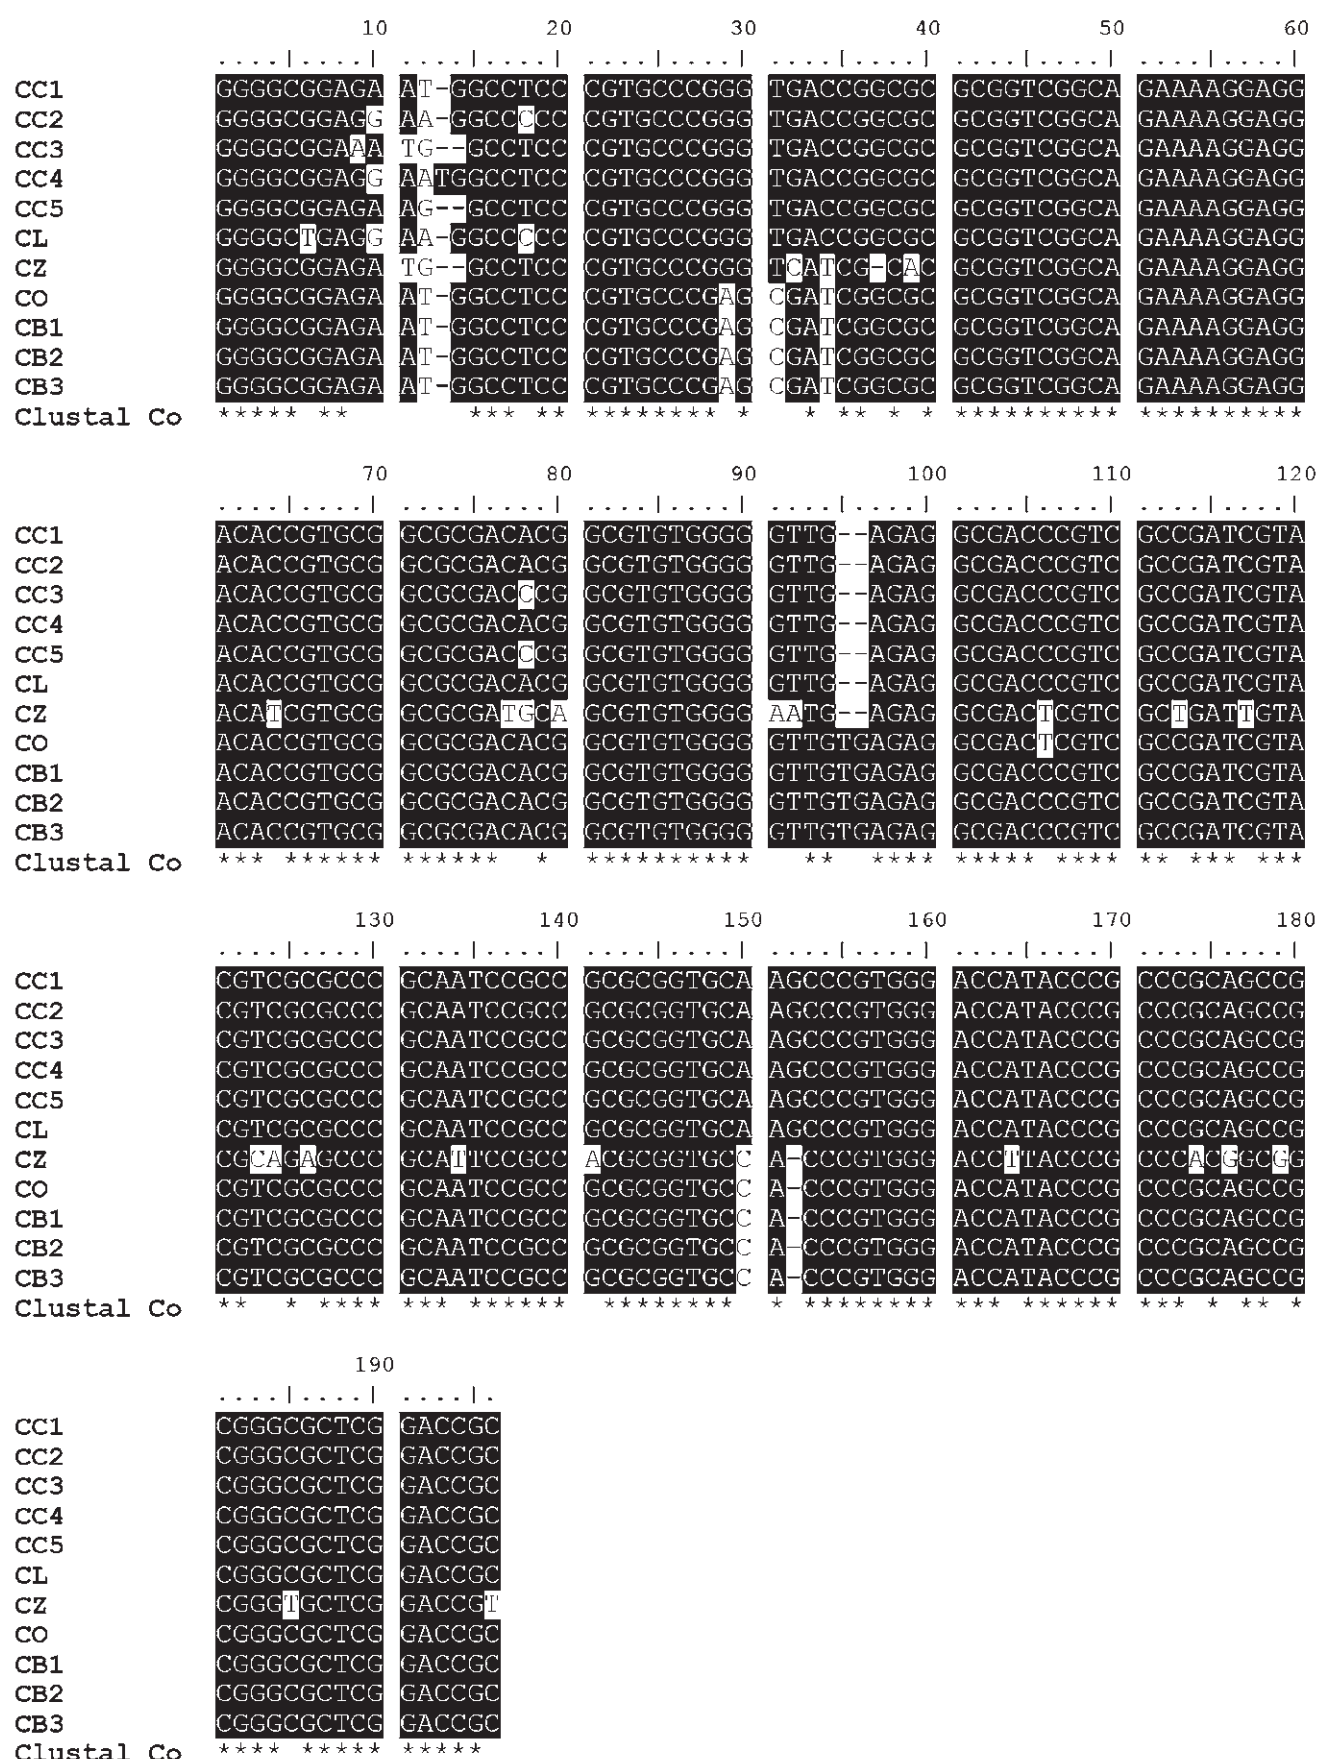 10 20 30 40 50 60
. . . . | . . . . | . . . . | . . . . | . . . . | . . . . | . . . . | . . . . | . . . . | . . . . | . . . . | . . . . |
CC1 GGGGCGGAGA AT-GGCCTCC CGTGCCCGGG TGACCGGCGC GCGGTCGGCA GAAAAGGAGG
CC2 GGGGCGGAGG AA-GGCCCCC CGTGCCCGGG TGACCGGCGC GCGGTCGGCA GAAAAGGAGG
CC3 GGGGCGGAAA TG--GCCTCC CGTGCCCGGG TGACCGGCGC GCGGTCGGCA GAAAAGGAGG
CC4 GGGGCGGAGG AATGGCCTCC CGTGCCCGGG TGACCGGCGC GCGGTCGGCA GAAAAGGAGG
CC5 GGGGCGGAGA AG--GCCTCC CGTGCCCGGG TGACCGGCGC GCGGTCGGCA GAAAAGGAGG
CL GGGGCTGAGG AA-GGCCCCC CGTGCCCGGG TGACCGGCGC GCGGTCGGCA GAAAAGGAGG
CZ GGGGCGGAGA TG--GCCTCC CGTGCCCGGG TCATCG-CAC GCGGTCGGCA GAAAAGGAGG
CO GGGGCGGAGA AT-GGCCTCC CGTGCCCGAG CGATCGGCGC GCGGTCGGCA GAAAAGGAGG
CB1 GGGGCGGAGA AT-GGCCTCC CGTGCCCGAG CGATCGGCGC GCGGTCGGCA GAAAAGGAGG
CB2 GGGGCGGAGA AT-GGCCTCC CGTGCCCGAG CGATCGGCGC GCGGTCGGCA GAAAAGGAGG
CB3 GGGGCGGAGA AT-GGCCTCC CGTGCCCGAG CGATCGGCGC GCGGTCGGCA GAAAAGGAGG
Clustal Co ***** ** *** ** ******** * * ** * * ********** **********
70 80 90 100 110 120
. . . . | . . . . | . . . . | . . . . | . . . . | . . . . | . . . . | . . . . | . . . . | . . . . | . . . . | . . . . |
CC1 ACACCGTGCG GCGCGACACG GCGTGTGGGG GTTG--AGAG GCGACCCGTC GCCGATCGTA
CC2 ACACCGTGCG GCGCGACACG GCGTGTGGGG GTTG--AGAG GCGACCCGTC GCCGATCGTA
CC3 ACACCGTGCG GCGCGACCCG GCGTGTGGGG GTTG--AGAG GCGACCCGTC GCCGATCGTA
CC4 ACACCGTGCG GCGCGACACG GCGTGTGGGG GTTG--AGAG GCGACCCGTC GCCGATCGTA
CC5 ACACCGTGCG GCGCGACCCG GCGTGTGGGG GTTG--AGAG GCGACCCGTC GCCGATCGTA
CL ACACCGTGCG GCGCGACACG GCGTGTGGGG GTTG--AGAG GCGACCCGTC GCCGATCGTA
CZ ACATCGTGCG GCGCGATGCA GCGTGTGGGG AATG--AGAG GCGACTCGTC GCTGATTGTA
CO ACACCGTGCG GCGCGACACG GCGTGTGGGG GTTGTGAGAG GCGACTCGTC GCCGATCGTA
CB1 ACACCGTGCG GCGCGACACG GCGTGTGGGG GTTGTGAGAG GCGACCCGTC GCCGATCGTA
CB2 ACACCGTGCG GCGCGACACG GCGTGTGGGG GTTGTGAGAG GCGACCCGTC GCCGATCGTA
CB3 ACACCGTGCG GCGCGACACG GCGTGTGGGG GTTGTGAGAG GCGACCCGTC GCCGATCGTA
Clustal Co *** ****** ****** * ********** ** **** ***** **** ** *** ***
130 140 150 160 170 180
. . . . | . . . . | . . . . | . . . . | . . . . | . . . . | . . . . | . . . . | . . . . | . . . . | . . . . | . . . . |
CC1 CGTCGCGCCC GCAATCCGCC GCGCGGTGCA AGCCCGTGGG ACCATACCCG CCCGCAGCCG
CC2 CGTCGCGCCC GCAATCCGCC GCGCGGTGCA AGCCCGTGGG ACCATACCCG CCCGCAGCCG
CC3 CGTCGCGCCC GCAATCCGCC GCGCGGTGCA AGCCCGTGGG ACCATACCCG CCCGCAGCCG
CC4 CGTCGCGCCC GCAATCCGCC GCGCGGTGCA AGCCCGTGGG ACCATACCCG CCCGCAGCCG
CC5 CGTCGCGCCC GCAATCCGCC GCGCGGTGCA AGCCCGTGGG ACCATACCCG CCCGCAGCCG
CL CGTCGCGCCC GCAATCCGCC GCGCGGTGCA AGCCCGTGGG ACCATACCCG CCCGCAGCCG
CZ CGCAGAGCCC GCATTCCGCC ACGCGGTGCC A-CCCGTGGG ACCTTACCCG CCCACGGCGG
CO CGTCGCGCCC GCAATCCGCC GCGCGGTGCC A-CCCGTGGG ACCATACCCG CCCGCAGCCG
CB1 CGTCGCGCCC GCAATCCGCC GCGCGGTGCC A-CCCGTGGG ACCATACCCG CCCGCAGCCG
CB2 CGTCGCGCCC GCAATCCGCC GCGCGGTGCC A-CCCGTGGG ACCATACCCG CCCGCAGCCG
CB3 CGTCGCGCCC GCAATCCGCC GCGCGGTGCC A-CCCGTGGG ACCATACCCG CCCGCAGCCG
Clustal Co ** * **** *** ****** ******** * ******** *** ****** *** * ** *
190
. . . . | . . . . | . . . . | .
CC1 CGGGCGCTCG GACCGC
CC2 CGGGCGCTCG GACCGC
CC3 CGGGCGCTCG GACCGC
CC4 CGGGCGCTCG GACCGC
CC5 CGGGCGCTCG GACCGC
CL CGGGCGCTCG GACCGC
CZ CGGGTGCTCG GACCGT
CO CGGGCGCTCG GACCGC
CB1 CGGGCGCTCG GACCGC
CB2 CGGGCGCTCG GACCGC
CB3 CGGGCGCTCG GACCGC
Clustal Co **** ***** *****